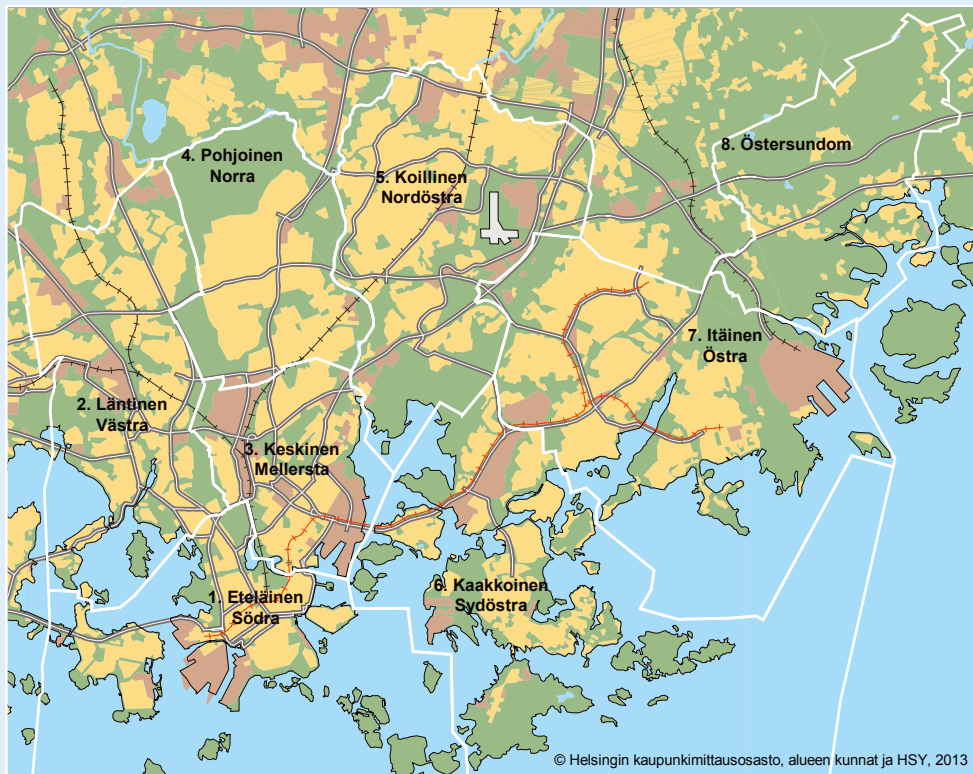 4. Pohjoinen
Norra
5. Koillinen
Nordöstra
8. Östersundom
7. Itäinen
Östra
2. Läntinen
Västra
3. Keskinen
Mellersta
6. Kaakkoinen
Sydöstra
1. Eteläinen
Södra
© Helsingin kaupunkimittausosasto, alueen kunnat ja HSY, 2013